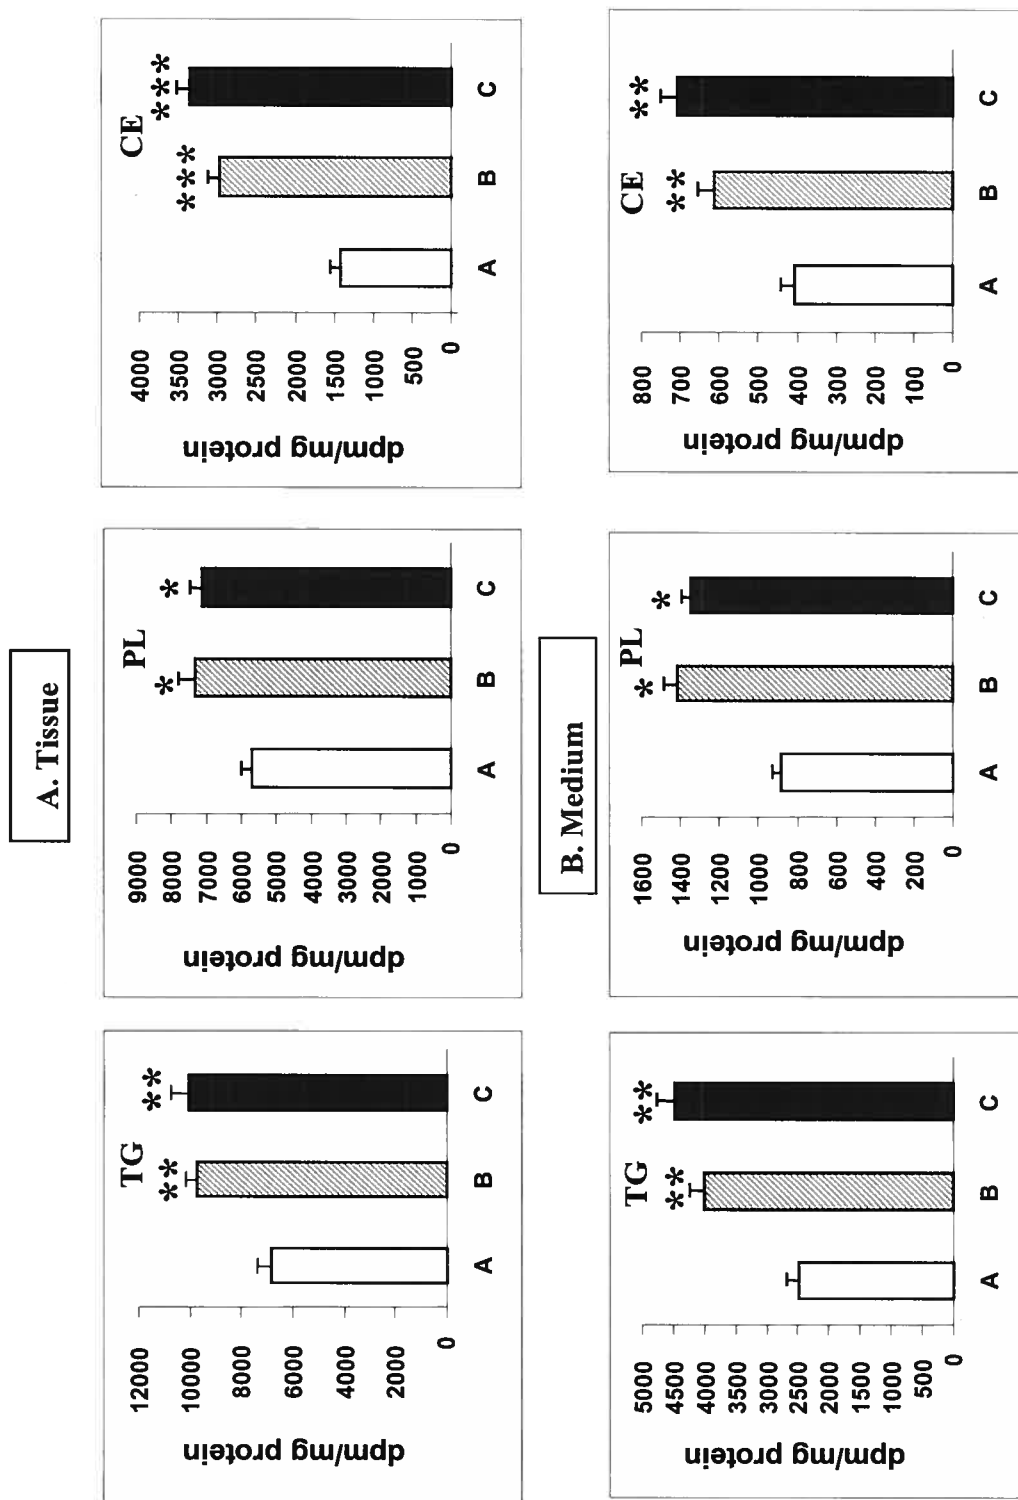 A. Tissue
TG
dpm/mg protein
12000
10000
8000
6000
4000
2000
0
**
**
A
B
C
PL
dpm/mg protein
9000
8000
7000
6000
5000
4000
3000
2000
1000
0
*
*
A
B
C
CE
dpm/mg protein
4000
3500
3000
2500
2000
1500
1000
500
0
***
***
A
B
C
B. Medium
TG
dpm/mg protein
5000
4500
4000
3500
3000
2500
2000
1500
1000
500
0
**
**
A
B
C
PL
dpm/mg protein
1600
1400
1200
1000
800
600
400
200
0
*
*
A
B
C
CE
dpm/mg protein
800
700
600
500
400
300
200
100
0
**
**
A
B
C